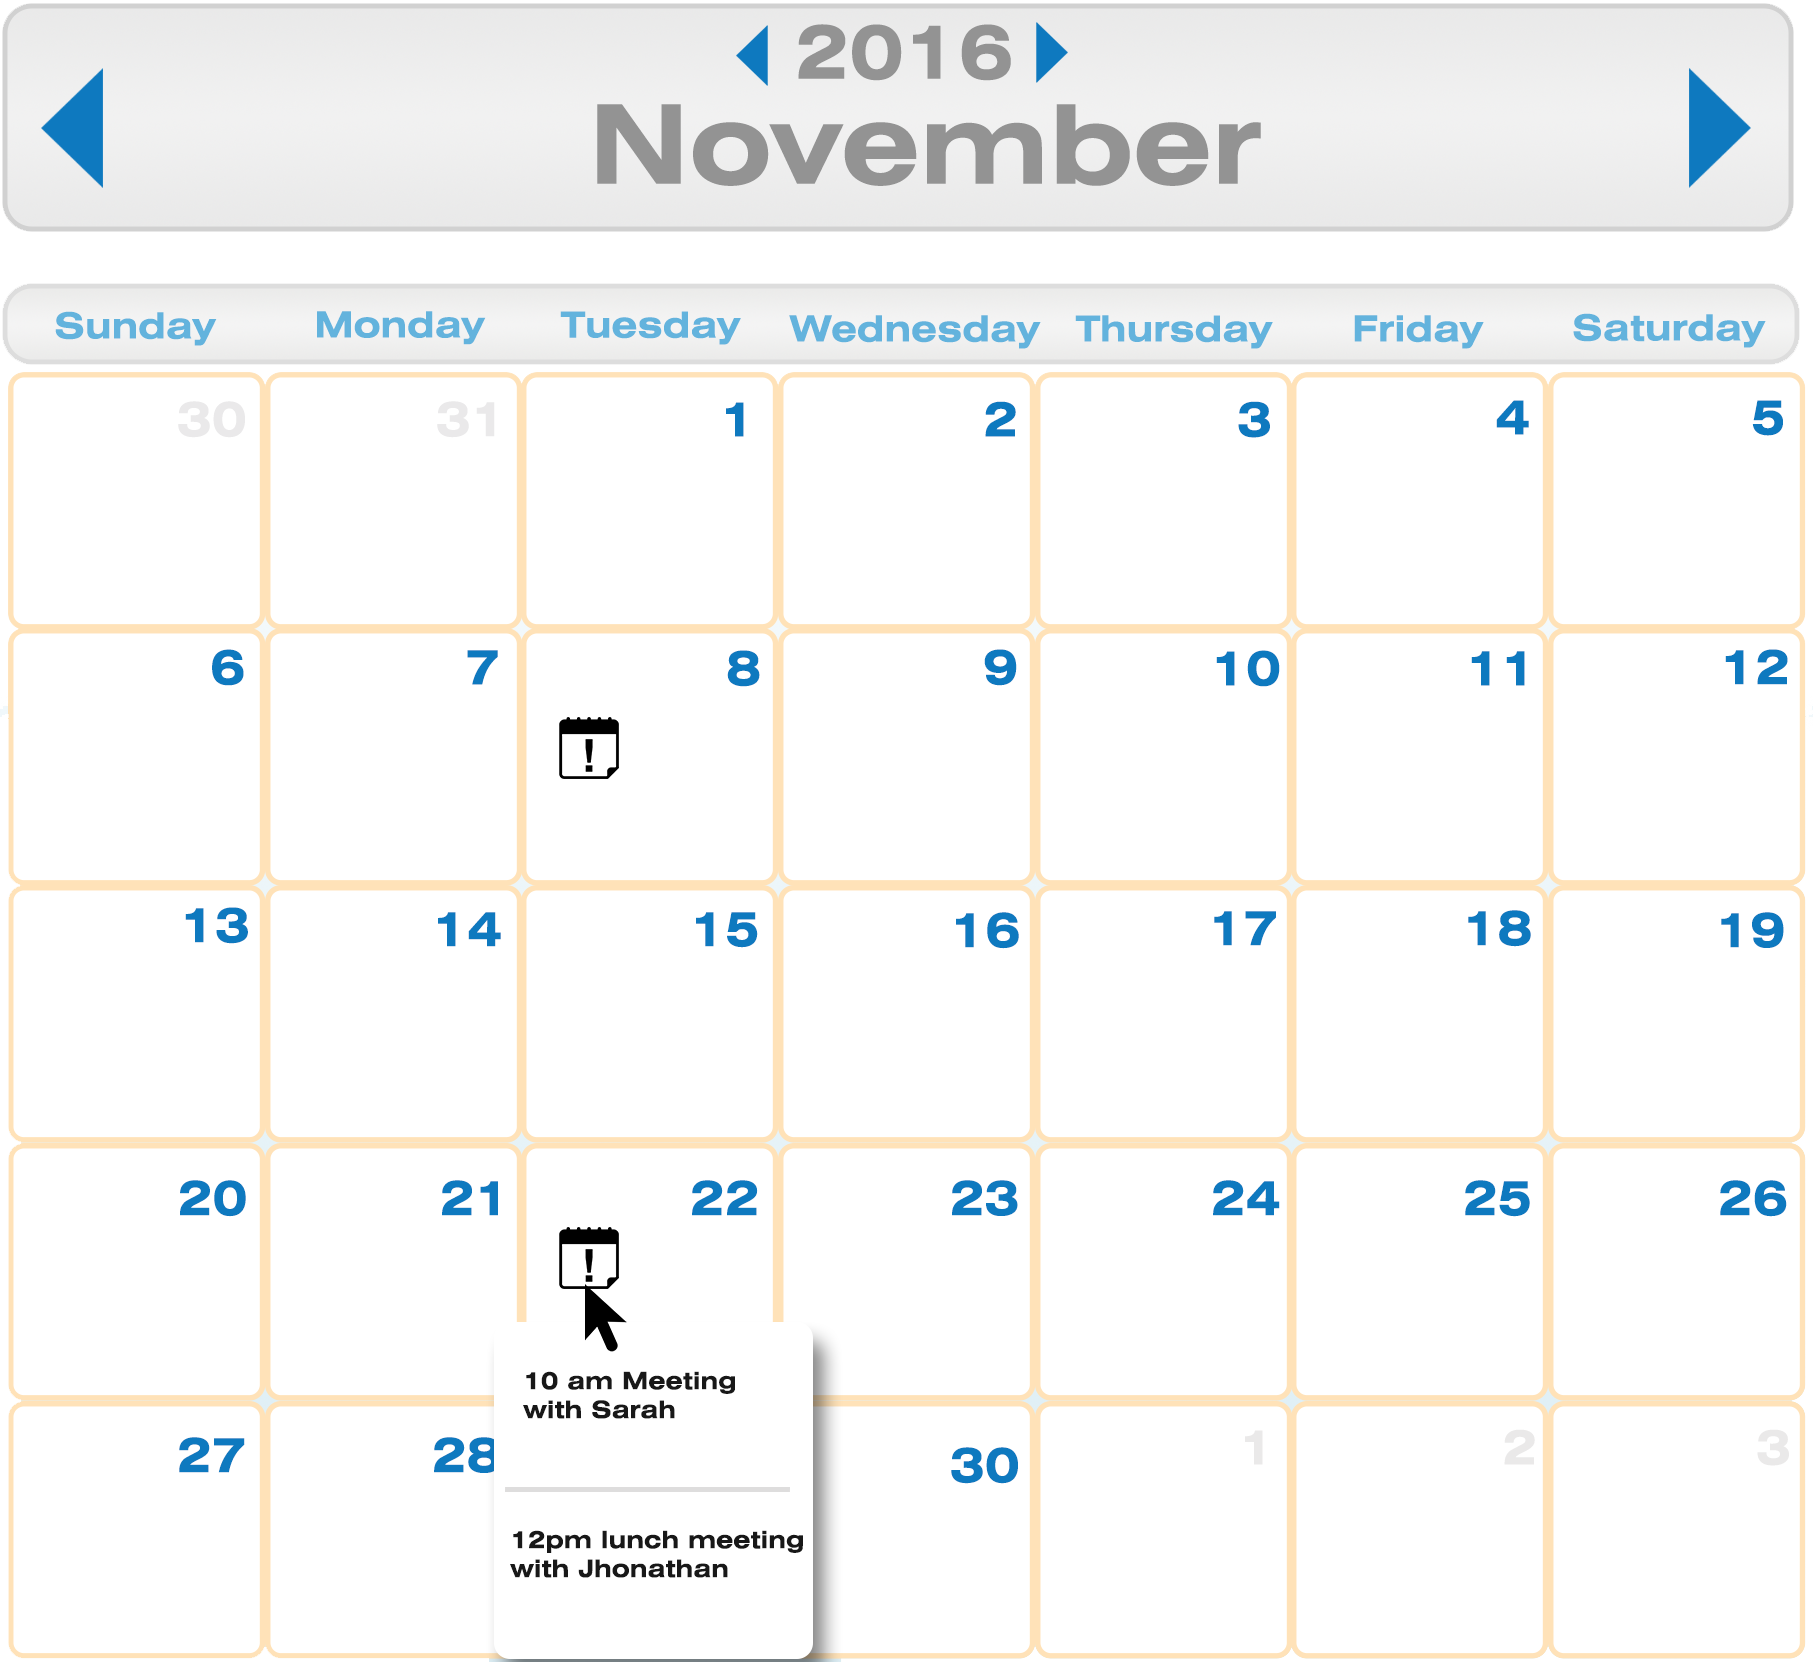 2016
November
Sunday Monday Tuesday Wednesday Thursday Friday Saturday
30 31 1 2 3 4 5
6 7 8 9 10 11 12
!
13 14 15 16 17 18 19
20 21 22 23 24 25 26
!
10 am Meeting
with Sarah
27 28 30 1 2 3
12pm lunch meeting
with Jhonathan